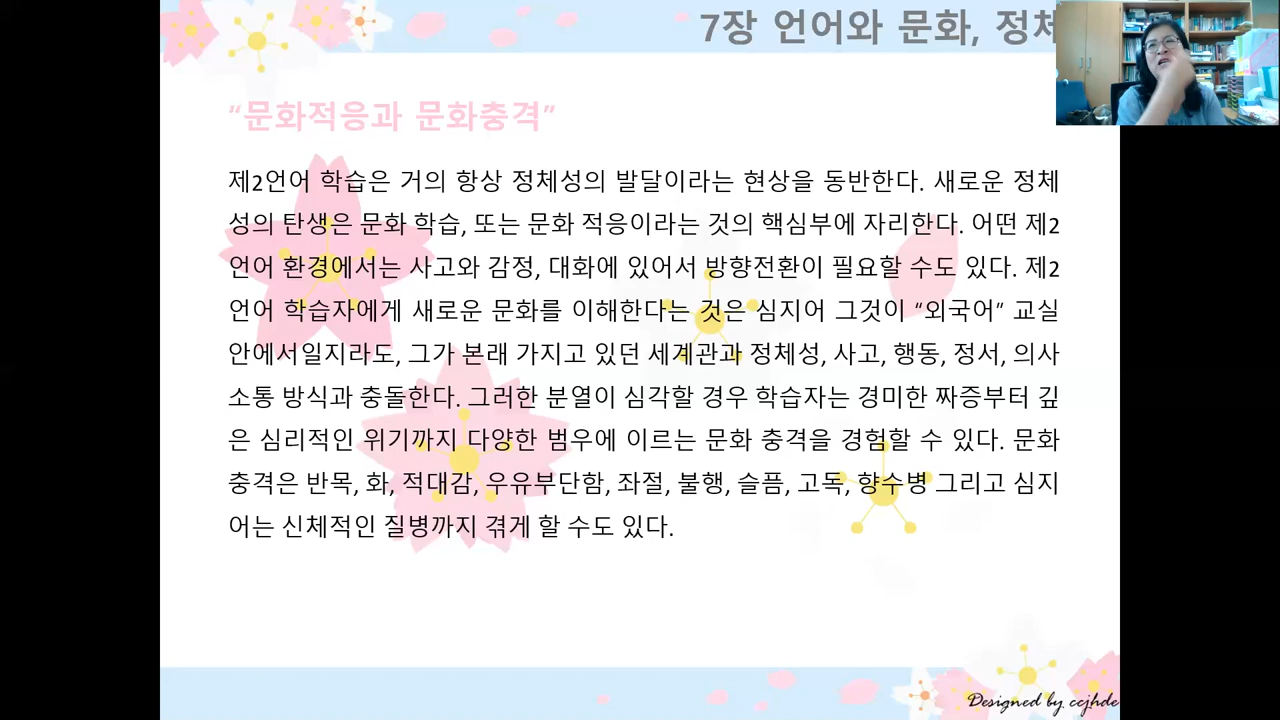 7장 언어와 문화, 정체
“문화적응과 문화충격”
제2언어 학습은 거의 항상 정체성의 발달이라는 현상을 동반한다. 새로운 정체
성의 탄생은 문화 학습, 또는 문화 적응이라는 것의 핵심부에 자리한다. 어떤 제2
언어 환경에서는 사고와 감정, 대화에 있어서 방향전환이 필요할 수도 있다. 제2
언어 학습자에게 새로운 문화를 이해한다는 것은 심지어 그것이 “외국어” 교실
안에서일지라도, 그가 본래 가지고 있던 세계관과 정체성, 사고, 행동, 정서, 의사
소통 방식과 충돌한다. 그러한 분열이 심각할 경우 학습자는 경미한 짜증부터 깊
은 심리적인 위기까지 다양한 범우에 이르는 문화 충격을 경험할 수 있다. 문화
충격은 반목, 화, 적대감, 우유부단함, 좌절, 불행, 슬픔, 고독, 향수병 그리고 심지
어는 신체적인 질병까지 겪게 할 수도 있다.
Designed by ccjhde